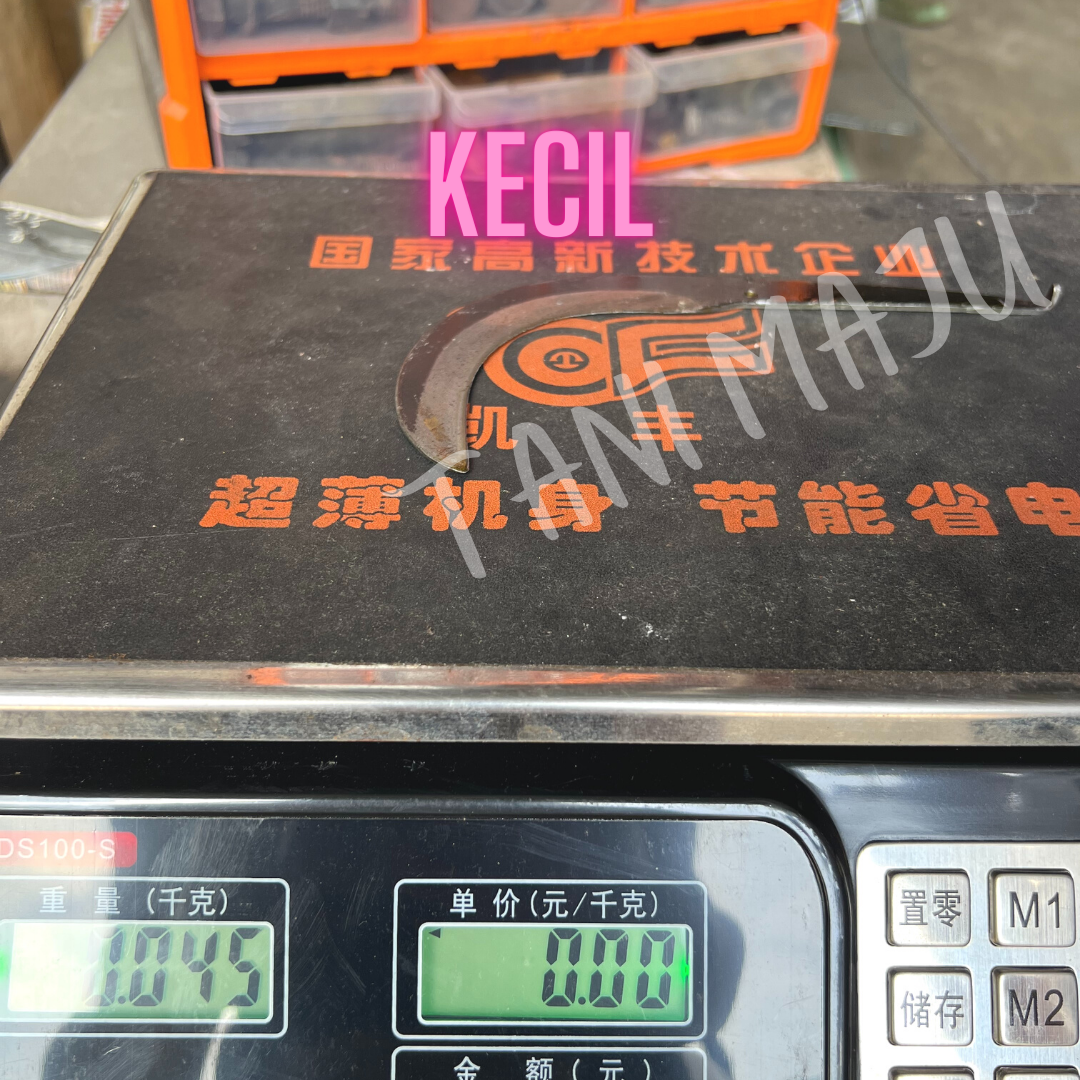 KECIL
国家高新技术企业
TANI MAJU
凯丰
超薄机身 节能省电
DS100-S
重 量 (千克)
单 价 (元/千克)
0.045
0.00
置零
M1
储存
M2
金 额 (元)